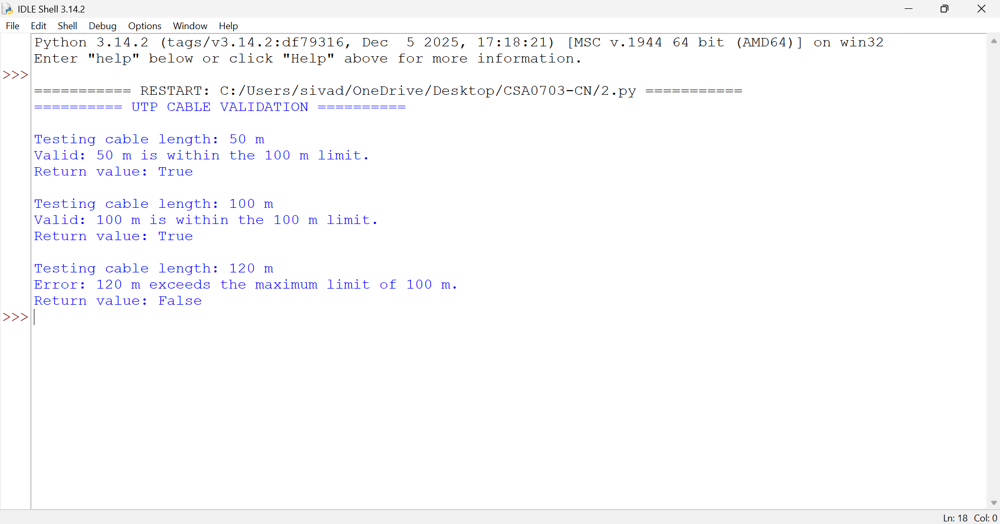 IDLE Shell 3.14.2
File Edit Shell Debug Options Window Help
Python 3.14.2 (tags/v3.14.2:df79316, Dec  5 2025, 17:18:21) [MSC v.1944 64 bit (AMD64)] on win32
Enter "help" below or click "Help" above for more information.
>>>
=========== RESTART: C:/Users/sivad/OneDrive/Desktop/CSA0703-CN/2.py ===========
========== UTP CABLE VALIDATION ==========
Testing cable length: 50 m
Valid: 50 m is within the 100 m limit.
Return value: True
Testing cable length: 100 m
Valid: 100 m is within the 100 m limit.
Return value: True
Testing cable length: 120 m
Error: 120 m exceeds the maximum limit of 100 m.
Return value: False
>>>
Ln: 18 Col: 0